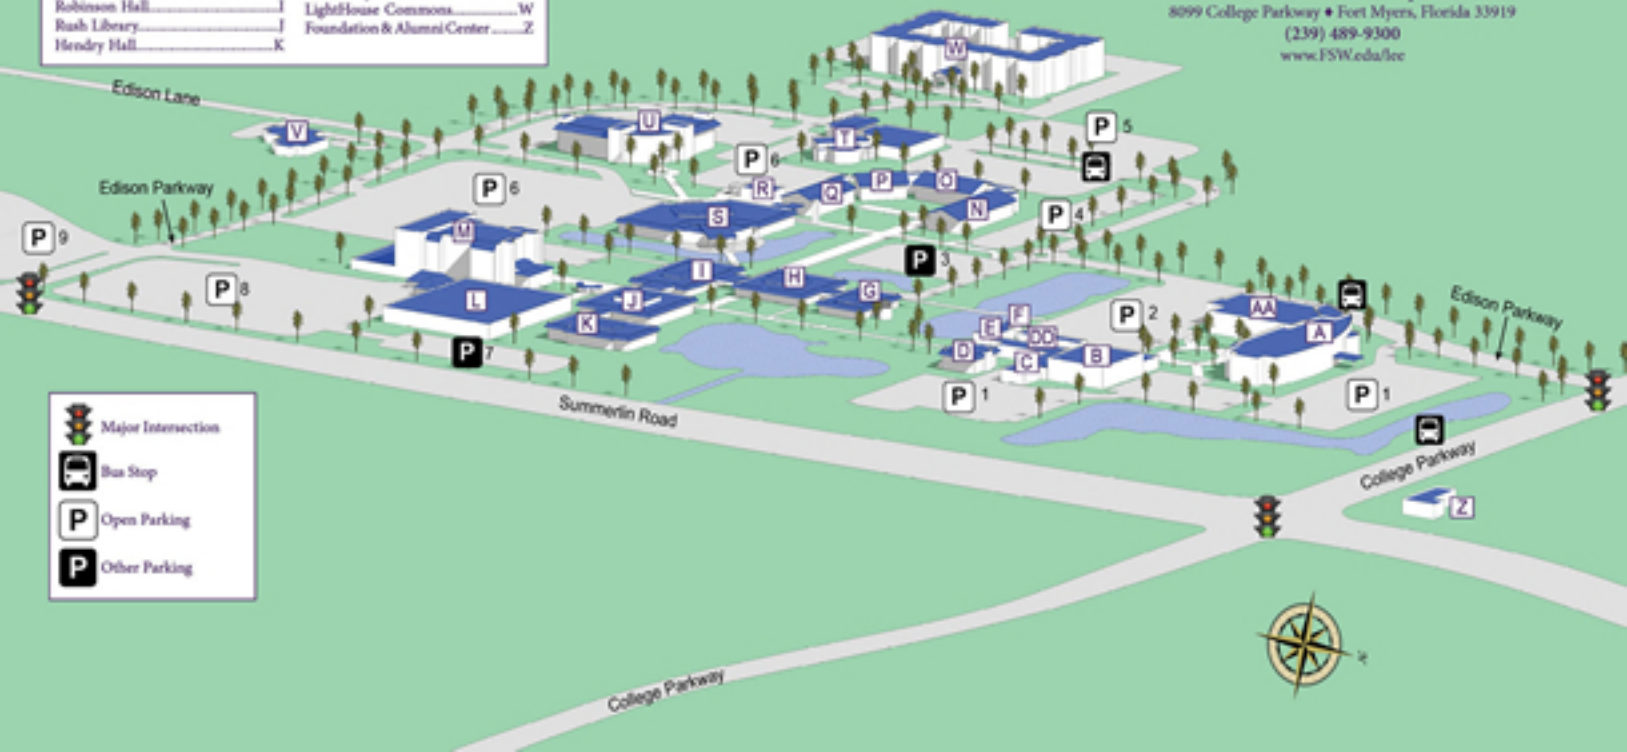 Robinson Hall I
Rush Library J
Hendry Hall K
LightHouse Commons W
Foundation & Alumni Center Z
8099 College Parkway ♦ Fort Myers, Florida 33919
(239) 489-9300
www.FSW.edu/lee
W
Edison Lane
V
U
T
P 5
P 6
R
Q
P
O
N
Edison Parkway
P 6
S
P 4
M
P 9
P 3
I
H
G
P 8
L
J
K
P 7
F
E
DD
D
C
B
P 2
AA
A
Edison Parkway
P 1
P 1
Summerlin Road
College Parkway
Z
Major Intersection
Bus Stop
P Open Parking
P Other Parking
College Parkway
N